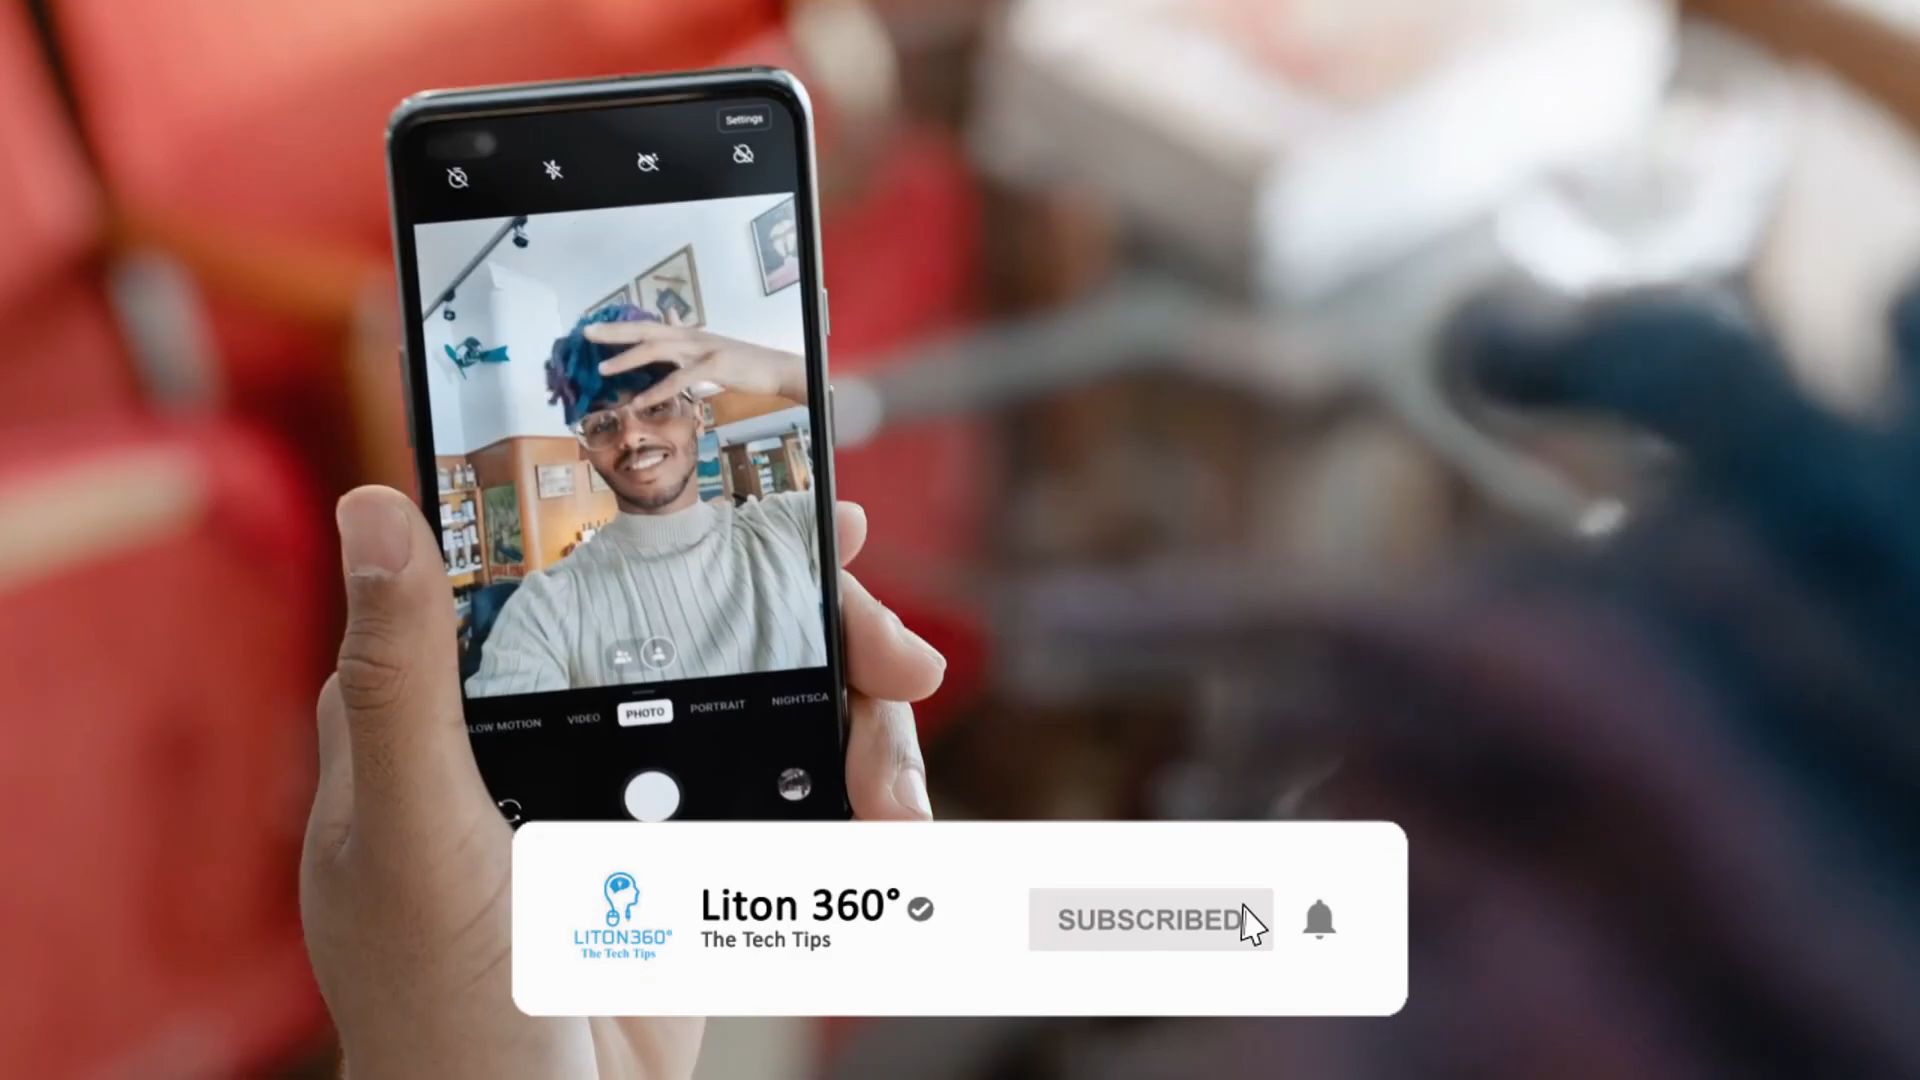 Settings
LOW MOTION VIDEO PHOTO PORTRAIT NIGHTSCA
Liton 360°
The Tech Tips
LITON360°
The Tech Tips
SUBSCRIBED